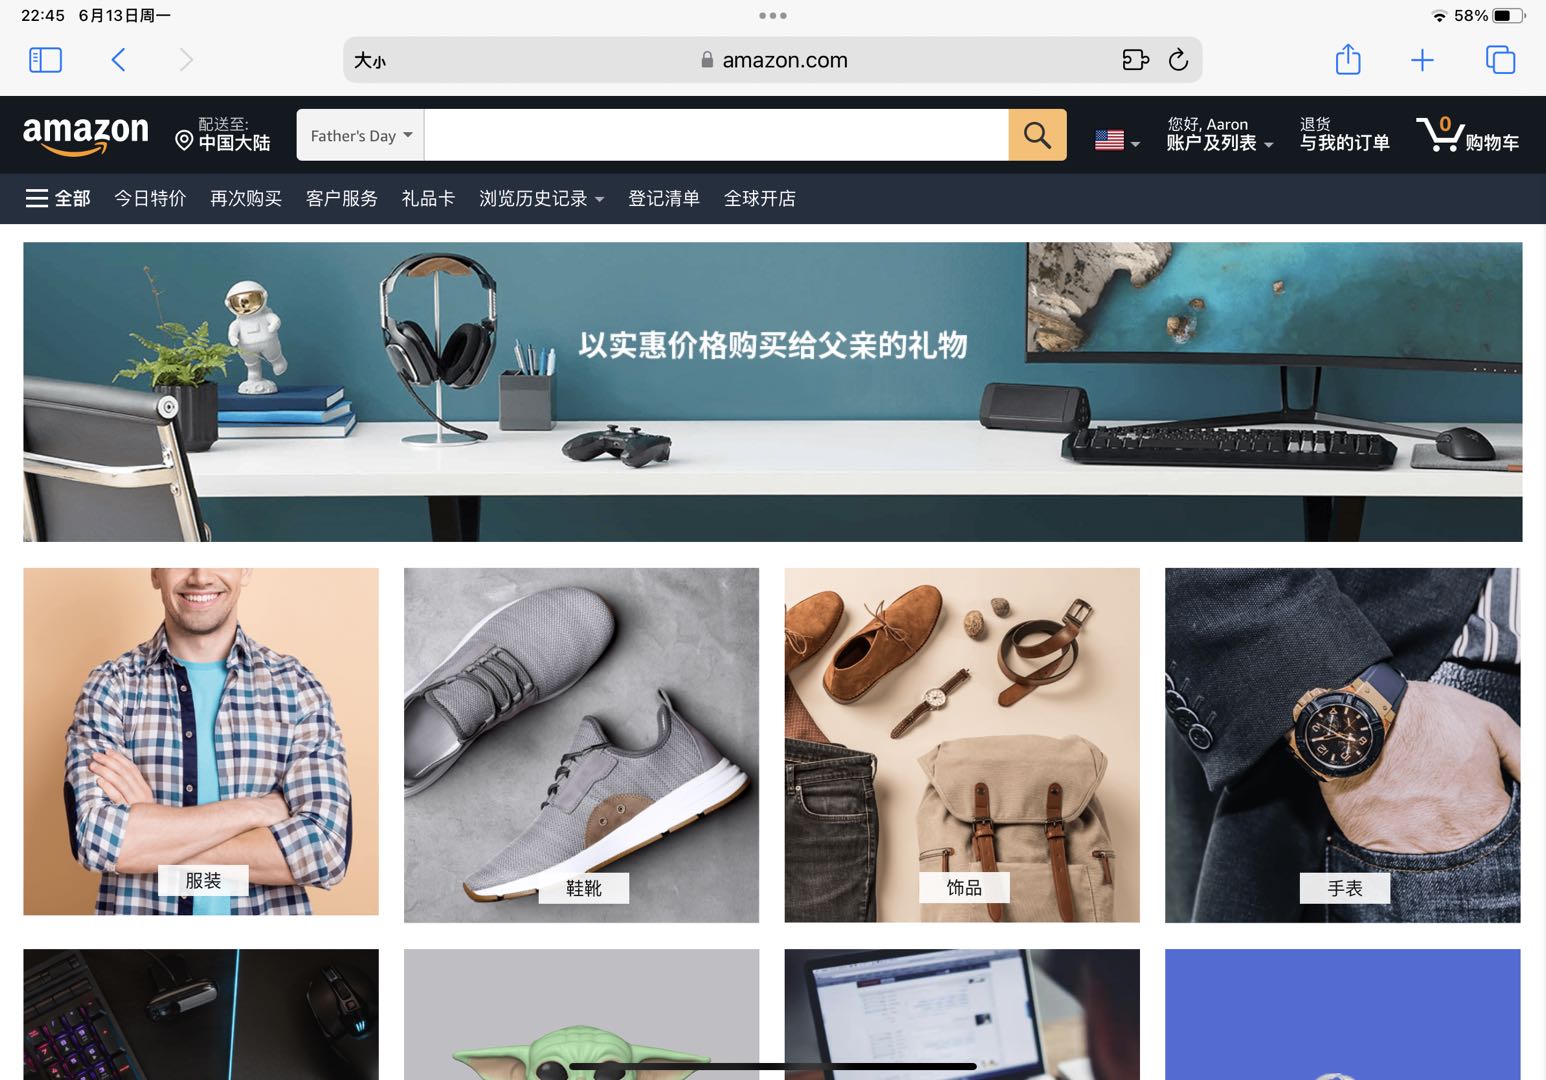 22:45 6月13日周一
58%
大小
amazon.com
amazon
配送至:
中国大陆
Father's Day
您好, Aaron
账户及列表
退货
与我的订单
0
购物车
全部
今日特价
再次购买
客户服务
礼品卡
浏览历史记录
登记清单
全球开店
以实惠价格购买给父亲的礼物
服装
鞋靴
饰品
手表